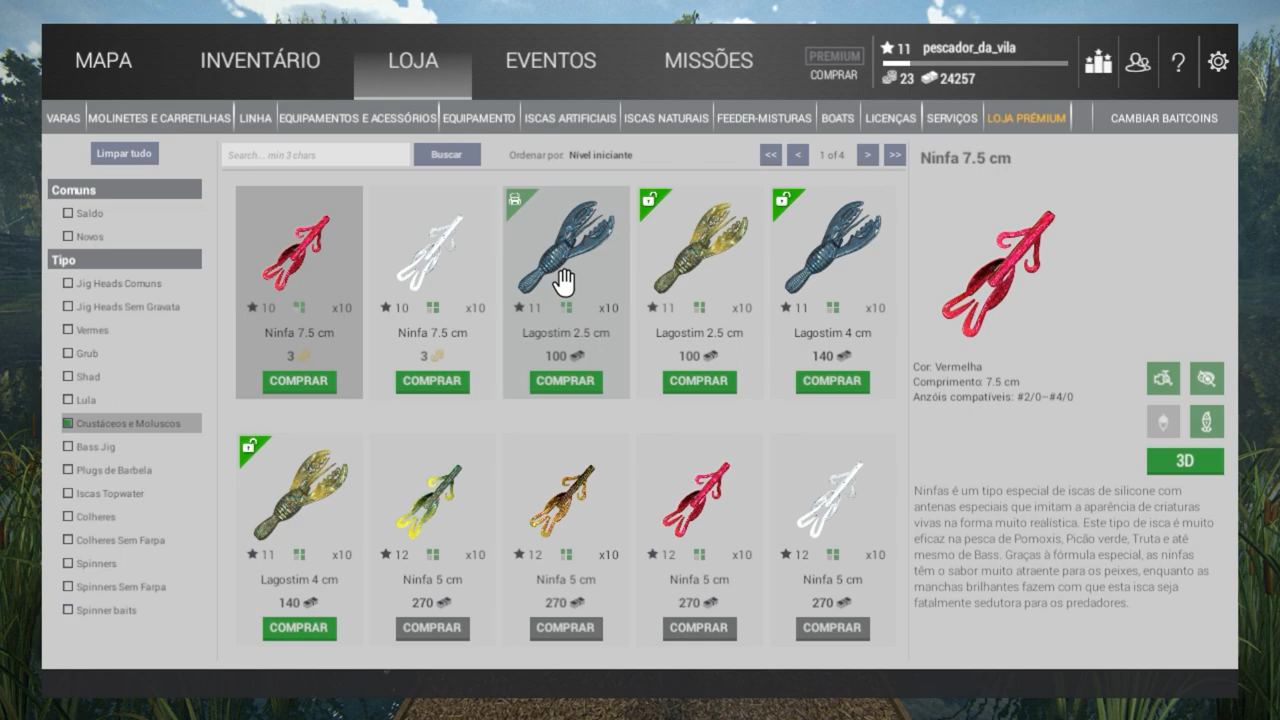 MAPA
INVENTÁRIO
LOJA
EVENTOS
MISSÕES
PREMIUM
COMPRAR
11 pescador_da_vila
23 24257
?
VARAS
MOLINETES E CARRETILHAS
LINHA
EQUIPAMENTOS E ACESSÓRIOS
EQUIPAMENTO
ISCAS ARTIFICIAIS
ISCAS NATURAIS
FEEDER-MISTURAS
BOATS
LICENÇAS
SERVIÇOS
LOJA PRÉMIUM
CAMBIAR BAITCOINS
Limpar tudo
Search... min 3 chars
Buscar
Ordenar por: Nível iniciante
<< < 1 of 4 > >>
Comuns
Saldo
Novos
Tipo
Jig Heads Comuns
Jig Heads Sem Gravata
Vermes
Grub
Shad
Lula
Crustáceos e Moluscos
Bass Jig
Plugs de Barbela
Iscas Topwater
Colheres
Colheres Sem Farpa
Spinners
Spinners Sem Farpa
Spinner baits
10 x10
Ninfa 7.5 cm
3
COMPRAR
10 x10
Ninfa 7.5 cm
3
COMPRAR
11 x10
Lagostim 2.5 cm
100
COMPRAR
11 x10
Lagostim 2.5 cm
100
COMPRAR
11 x10
Lagostim 4 cm
140
COMPRAR
11 x10
Lagostim 4 cm
140
COMPRAR
12 x10
Ninfa 5 cm
270
COMPRAR
12 x10
Ninfa 5 cm
270
COMPRAR
12 x10
Ninfa 5 cm
270
COMPRAR
12 x10
Ninfa 5 cm
270
COMPRAR
Ninfa 7.5 cm
Cor: Vermelha
Comprimento: 7.5 cm
Anzóis compatíveis: #2/0–#4/0
3D
Ninfas é um tipo especial de iscas de silicone com
antenas especiais que imitam a aparência de criaturas
vivas na forma muito realística. Este tipo de isca é muito
eficaz na pesca de Pomoxis, Picão verde, Truta e até
mesmo de Bass. Graças à fórmula especial, as ninfas
têm o sabor muito atraente para os peixes, enquanto as
manchas brilhantes fazem com que esta isca seja
fatalmente sedutora para os predadores.